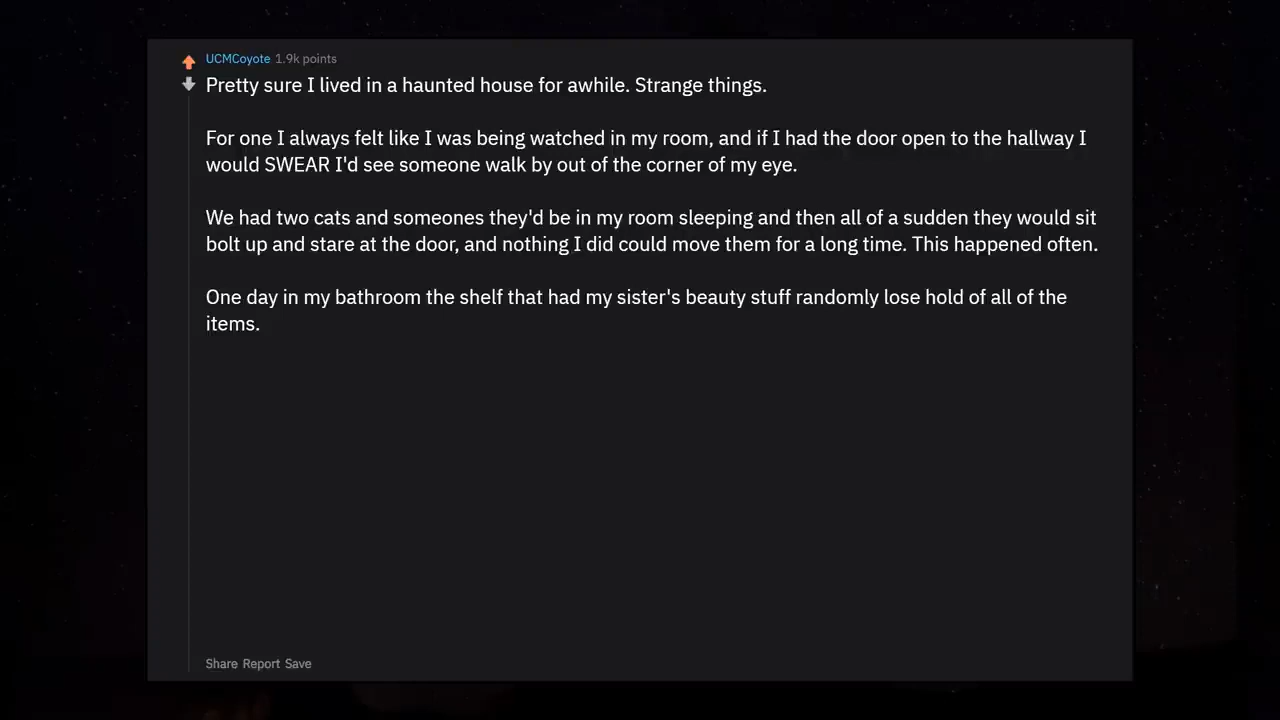 UCMCoyote 1.9k points
Pretty sure I lived in a haunted house for awhile. Strange things.
For one I always felt like I was being watched in my room, and if I had the door open to the hallway I
would SWEAR I'd see someone walk by out of the corner of my eye.
We had two cats and someones they'd be in my room sleeping and then all of a sudden they would sit
bolt up and stare at the door, and nothing I did could move them for a long time. This happened often.
One day in my bathroom the shelf that had my sister's beauty stuff randomly lose hold of all of the
items.
Share Report Save